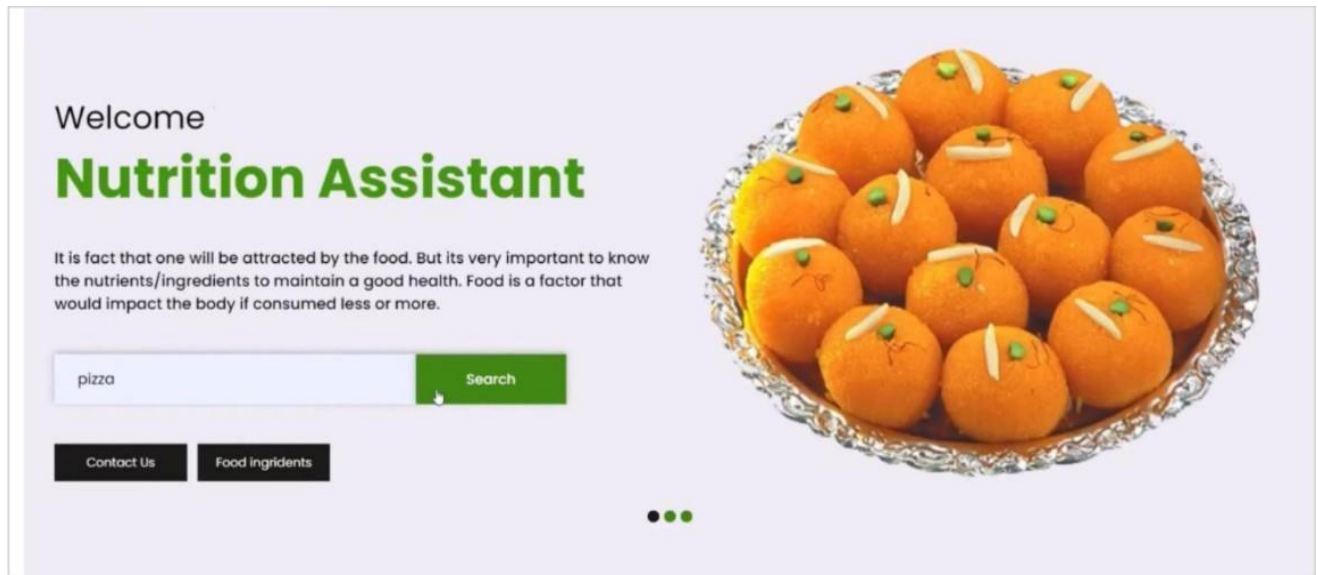 Welcome
Nutrition Assistant
It is fact that one will be attracted by the food. But its very important to know
the nutrients/ingredients to maintain a good health. Food is a factor that
would impact the body if consumed less or more.
pizza
Search
Contact Us
Food ingridents